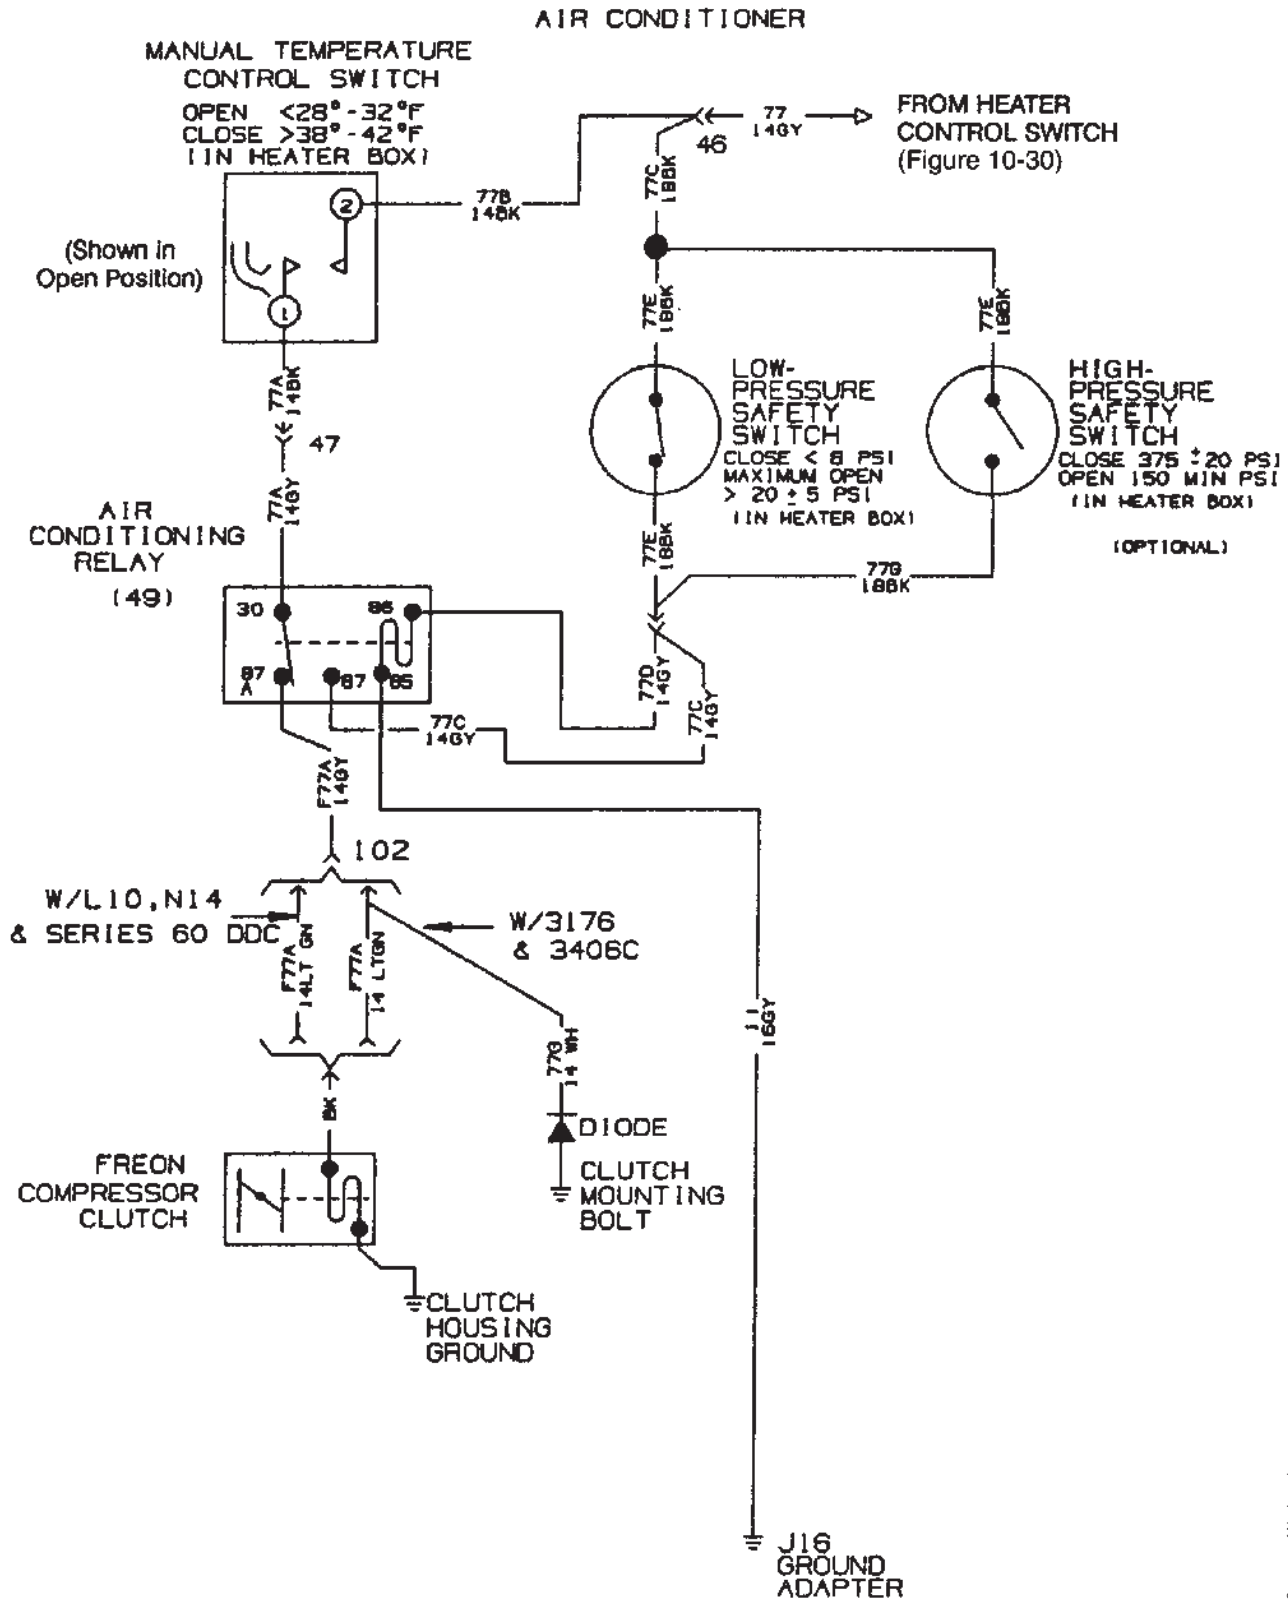 AIR CONDITIONER
MANUAL TEMPERATURE
CONTROL SWITCH
OPEN <28°-32°F
CLOSE >38°-42°F
(IN HEATER BOX)
(Shown in
Open Position)
2
1
77B
14BK
46
77
14GY
FROM HEATER
CONTROL SWITCH
(Figure 10-30)
77C
18BK
77E
18BK
77E
18BK
LOW-
PRESSURE
SAFETY
SWITCH
CLOSE < 8 PSI
MAXIMUM OPEN
> 20 ± 5 PSI
(IN HEATER BOX)
HIGH-
PRESSURE
SAFETY
SWITCH
CLOSE 375 ±20 PSI
OPEN 150 MIN PSI
(IN HEATER BOX)
(OPTIONAL)
77A
14BK
47
77A
14GY
AIR
CONDITIONING
RELAY
(49)
30
86
87
A
87
85
77E
18BK
77G
18BK
77D
14GY
77C
14GY
77C
14GY
F77A
14GY
102
W/L10,N14
& SERIES 60 DDC
W/3176
& 3406C
F77A
14LT GN
F77A
14 LTGN
77G
14 WH
11
16GY
BK
DIODE
CLUTCH
MOUNTING
BOLT
FREON
COMPRESSOR
CLUTCH
CLUTCH
HOUSING
GROUND
J16
GROUND
ADAPTER